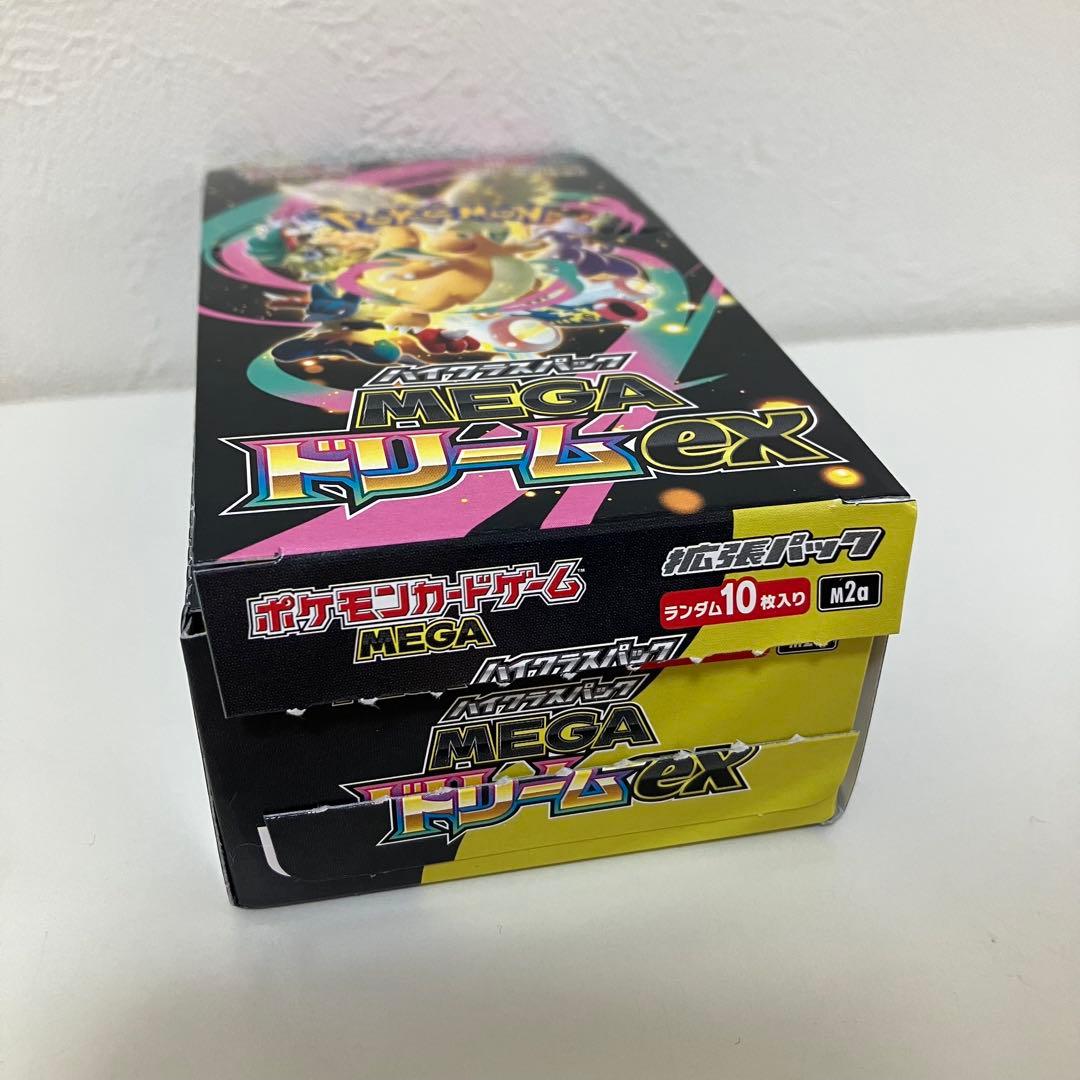 POKÉMON
ハイクラスパック
MEGA
ドリームex
ポケモンカードゲーム™
MEGA
拡張パック
ランダム10枚入り
M2a
ハイクラスパック
ハイクラスパック
MEGA
ドリームex